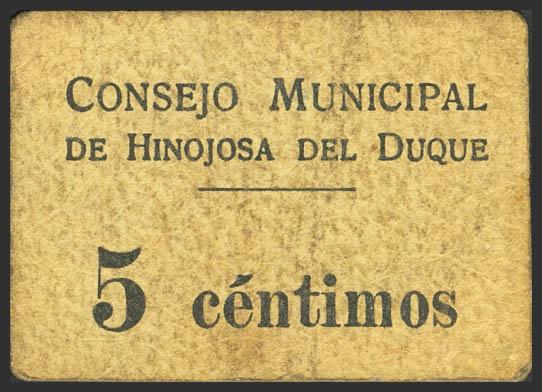 CONSEJO MUNICIPAL
DE HINOJOSA DEL DUQUE
5 céntimos